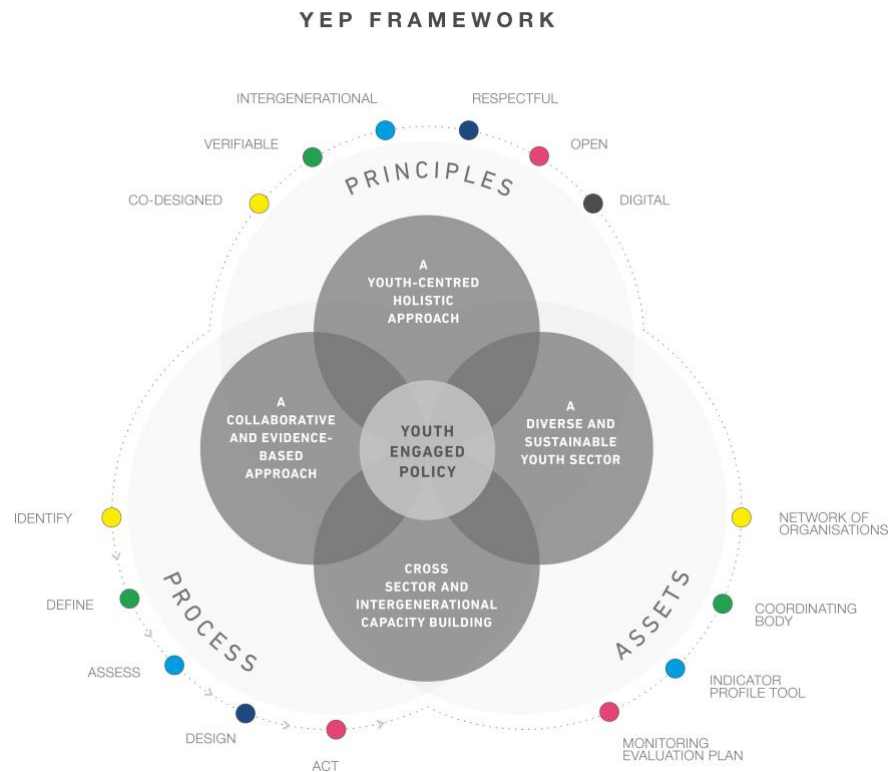 YEP FRAMEWORK
INTERGENERATIONAL
RESPECTFUL
VERIFIABLE
OPEN
CO-DESIGNED
DIGITAL
PRINCIPLES
A
YOUTH-CENTRED
HOLISTIC
APPROACH
A
COLLABORATIVE
AND EVIDENCE-
BASED
APPROACH
YOUTH
ENGAGED
POLICY
A
DIVERSE AND
SUSTAINABLE
YOUTH SECTOR
CROSS
SECTOR AND
INTERGENERATIONAL
CAPACITY BUILDING
PROCESS
IDENTIFY
DEFINE
ASSESS
DESIGN
ACT
ASSETS
NETWORK OF
ORGANISATIONS
COORDINATING
BODY
INDICATOR
PROFILE TOOL
MONITORING
EVALUATION PLAN